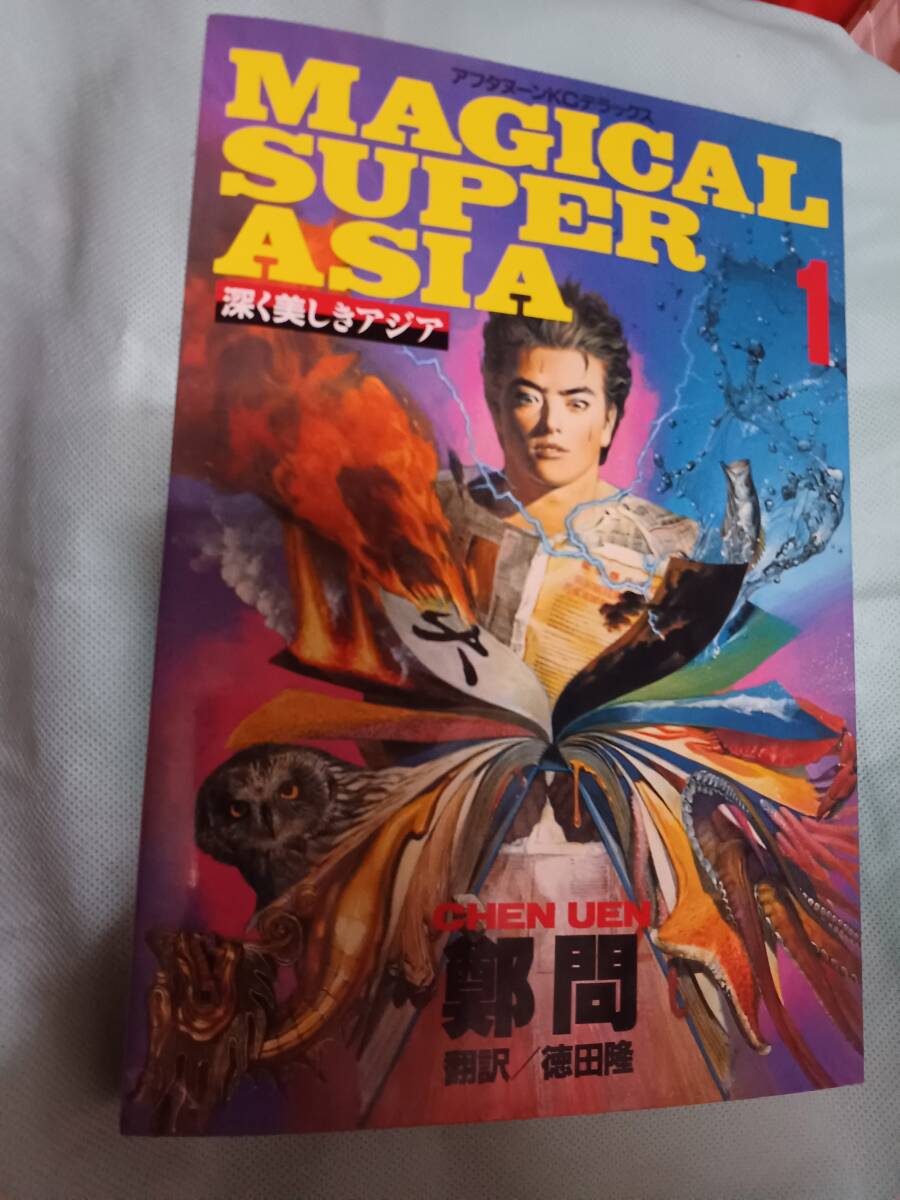 アフタヌーンKCデラックス
MAGICAL
SUPER
ASIA
1
深く美しきアジア
CHEN UEN
鄭問
翻訳/徳田隆